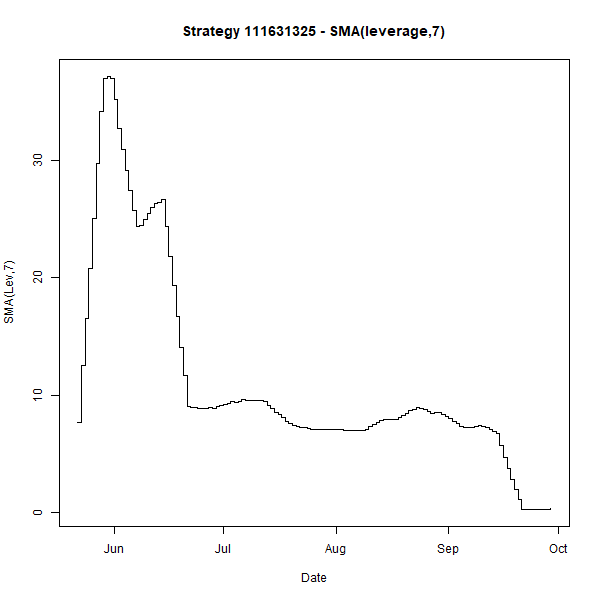 Strategy 111631325 - SMA(leverage,7)
SMA(Lev,7)
30
20
10
0
Jun Jul Aug Sep Oct
Date